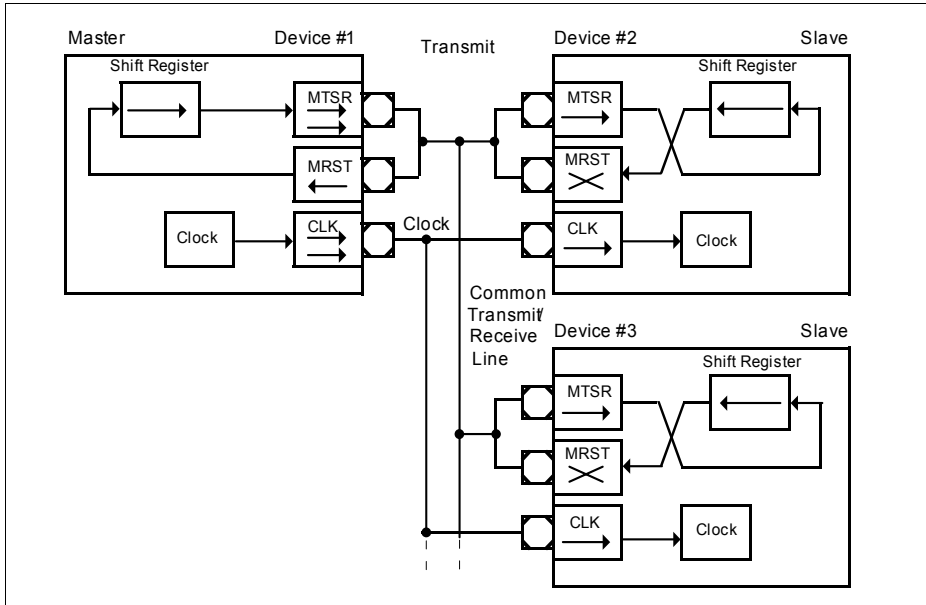 Master Device #1
Transmit
Device #2 Slave
Shift Register
MTSR
MRST
CLK
Clock
Clock
MTSR
Shift Register
MRST
CLK
Clock
Common
Transmit/
Receive
Line
Device #3 Slave
Shift Register
MTSR
MRST
CLK
Clock